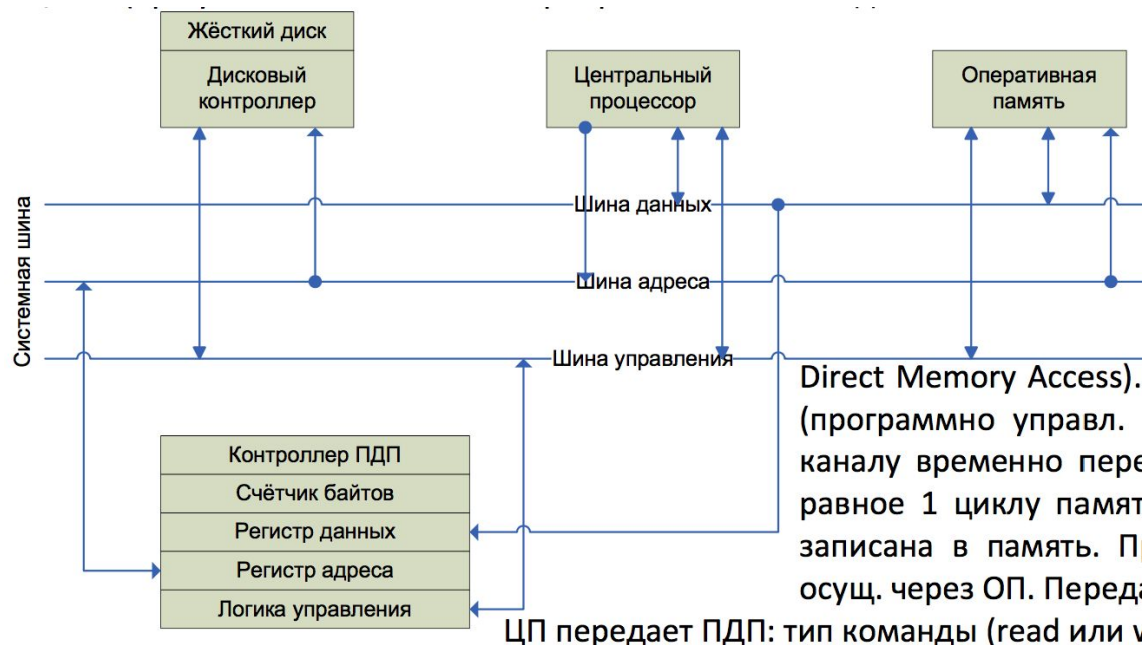 Жёсткий диск
Дисковый
контроллер
Центральный
процессор
Оперативная
память
Системная шина
Шина данных
Шина адреса
Шина управления
Контроллер ПДП
Счётчик байтов
Регистр данных
Регистр адреса
Логика управления
Direct Memory Access).
(программно управл.
каналу временно пере
равное 1 циклу памят
записана в память. П
осущ. через ОП. Переда
ЦП передает ПДП: тип команды (read или